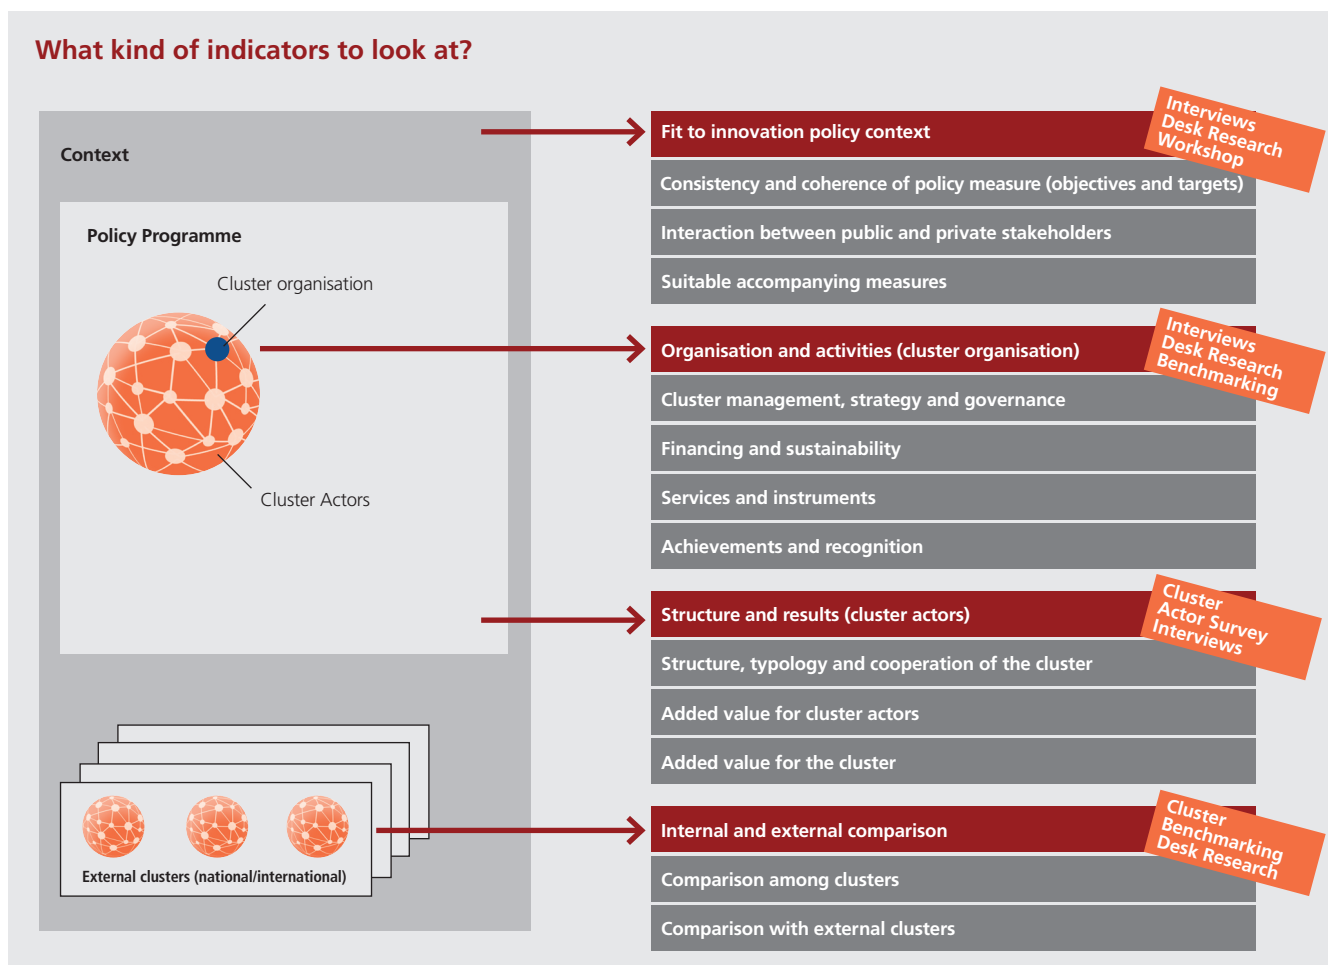 What kind of indicators to look at?
Context
Policy Programme
Cluster organisation
Cluster Actors
External clusters (national/international)
Fit to innovation policy context
Interviews
Desk Research
Workshop
Consistency and coherence of policy measure (objectives and targets)
Interaction between public and private stakeholders
Suitable accompanying measures
Organisation and activities (cluster organisation)
Interviews
Desk Research
Benchmarking
Cluster management, strategy and governance
Financing and sustainability
Services and instruments
Achievements and recognition
Structure and results (cluster actors)
Cluster
Actor Survey
Interviews
Structure, typology and cooperation of the cluster
Added value for cluster actors
Added value for the cluster
Internal and external comparison
Cluster
Benchmarking
Desk Research
Comparison among clusters
Comparison with external clusters